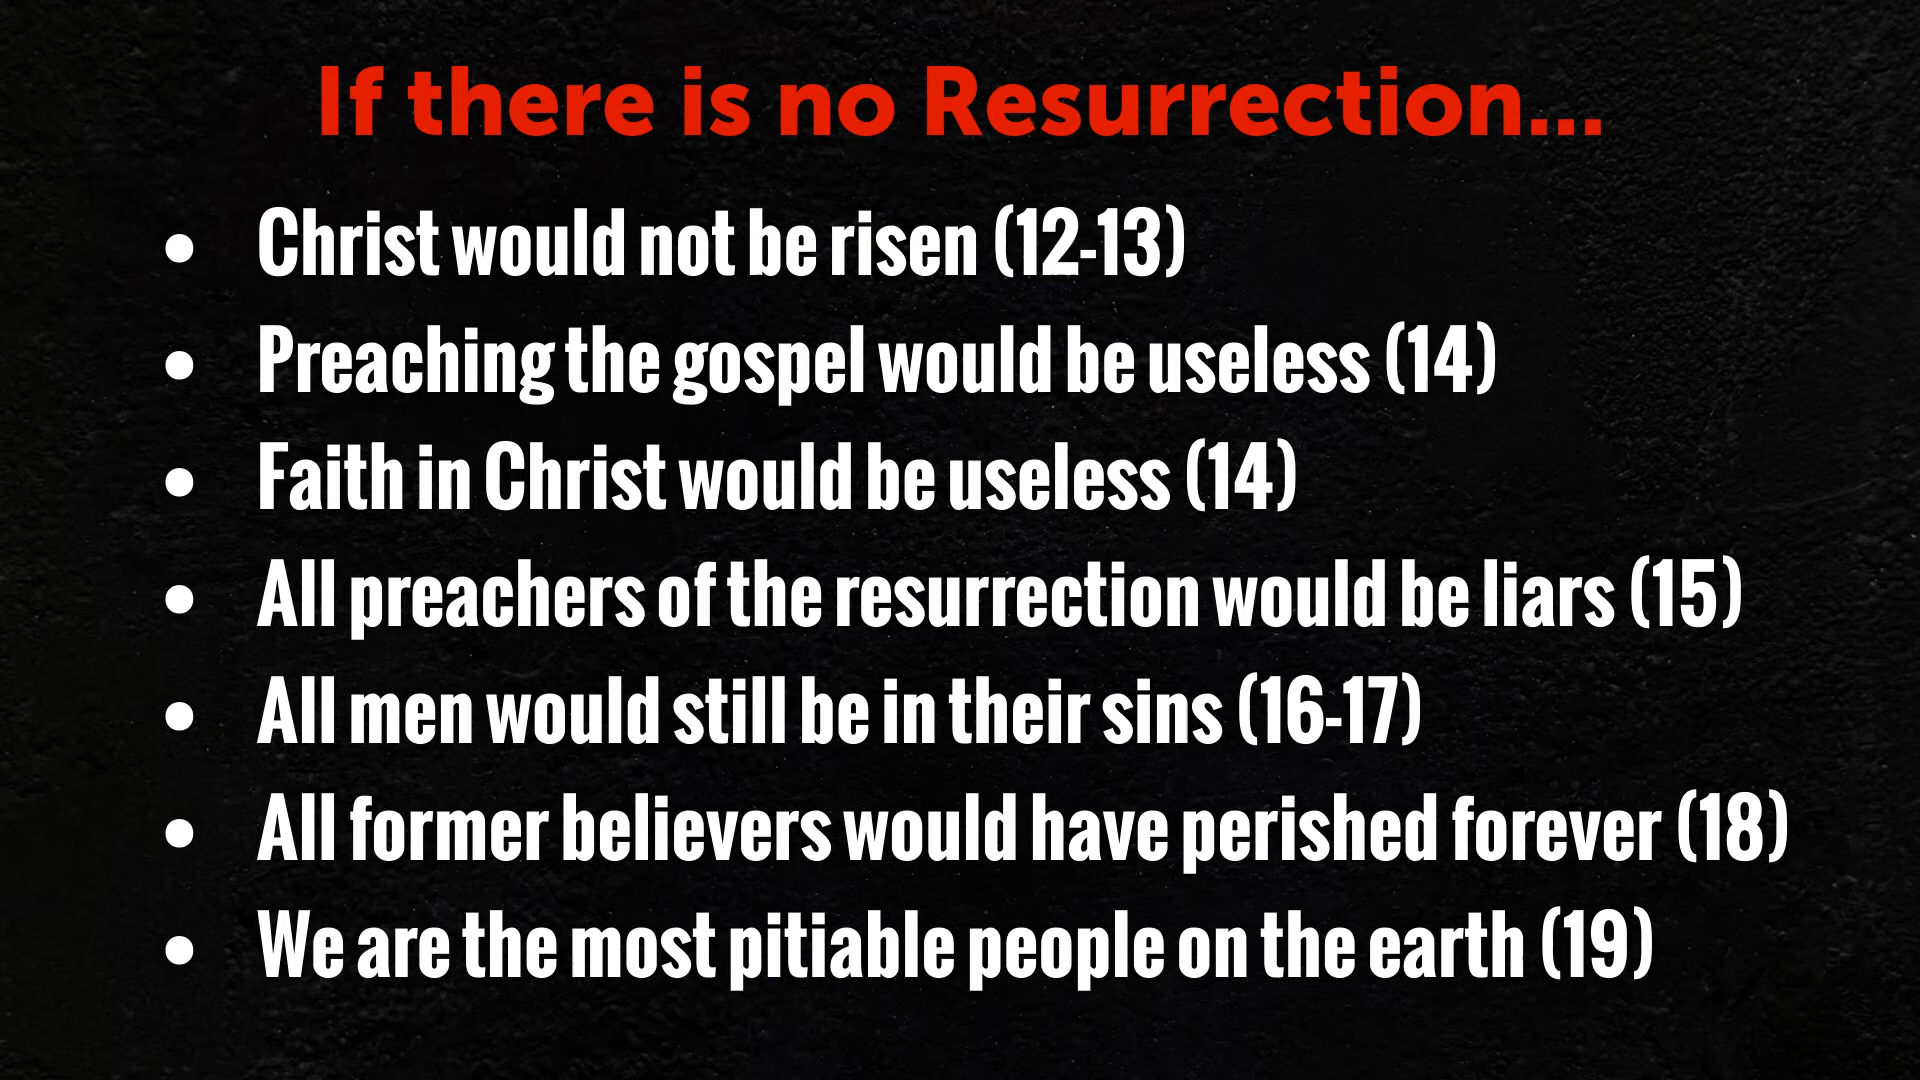 If there is no Resurrection...
• Christ would not be risen (12-13)
• Preaching the gospel would be useless (14)
• Faith in Christ would be useless (14)
• All preachers of the resurrection would be liars (15)
• All men would still be in their sins (16-17)
• All former believers would have perished forever (18)
• We are the most pitiable people on the earth (19)